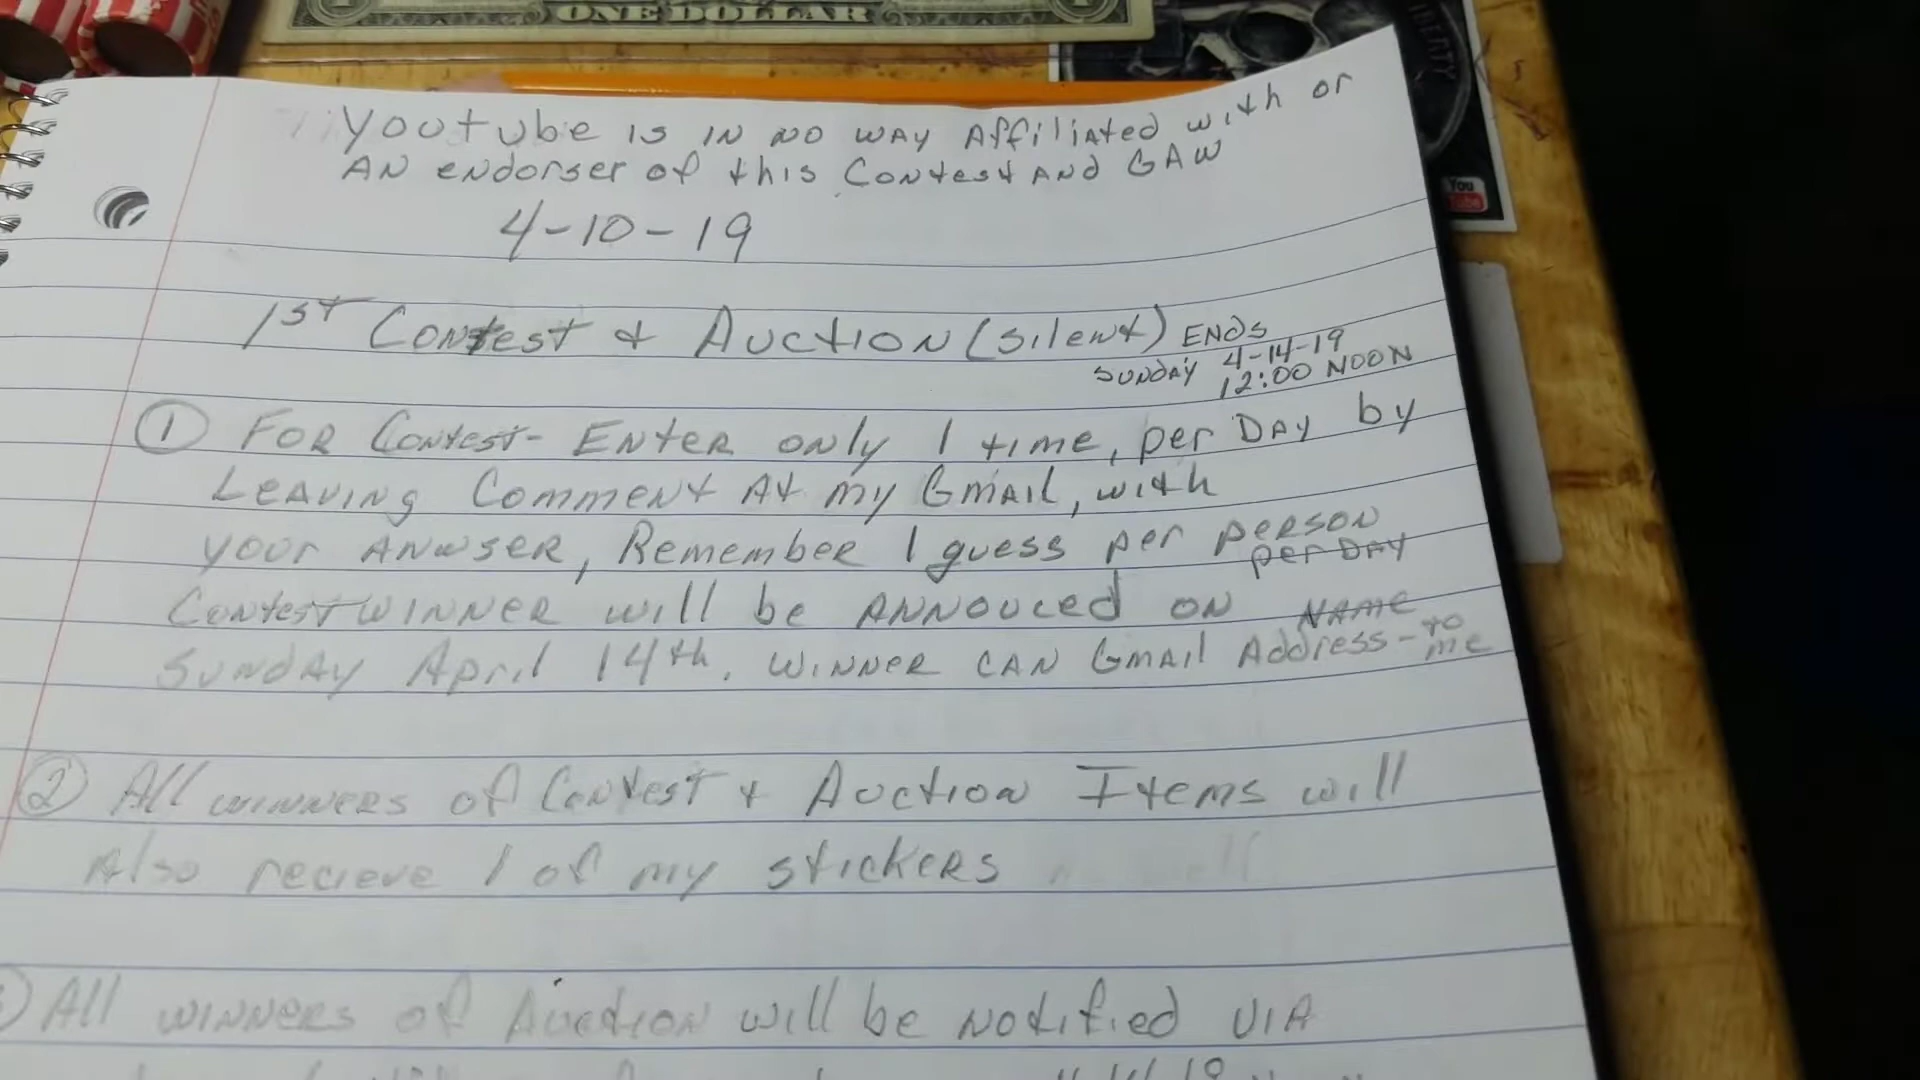 ONE DOLLAR
LIBERTY
You
Tube
Youtube is in no way Affiliated with or
AN endorser of this Contest AND GAW
4-10-19
1st Contest & Auction (silent) ENDS
SUNDAY 4-14-19
12:00 NOON
① FOR Contest- ENTER only 1 time, per DAY by
LEAVING Comment At my Gmail, with
your ANWSER, Remember 1 guess per person
per DAY
Contest WINNER will be ANNOUCED ON NAME
SUNDAY April 14th. WINNER CAN Gmail Address - to me
② All WINNERS of Contest & Auction Items will
Also recieve 1 of my stickers
All WINNERS of Auction will be notified VIA